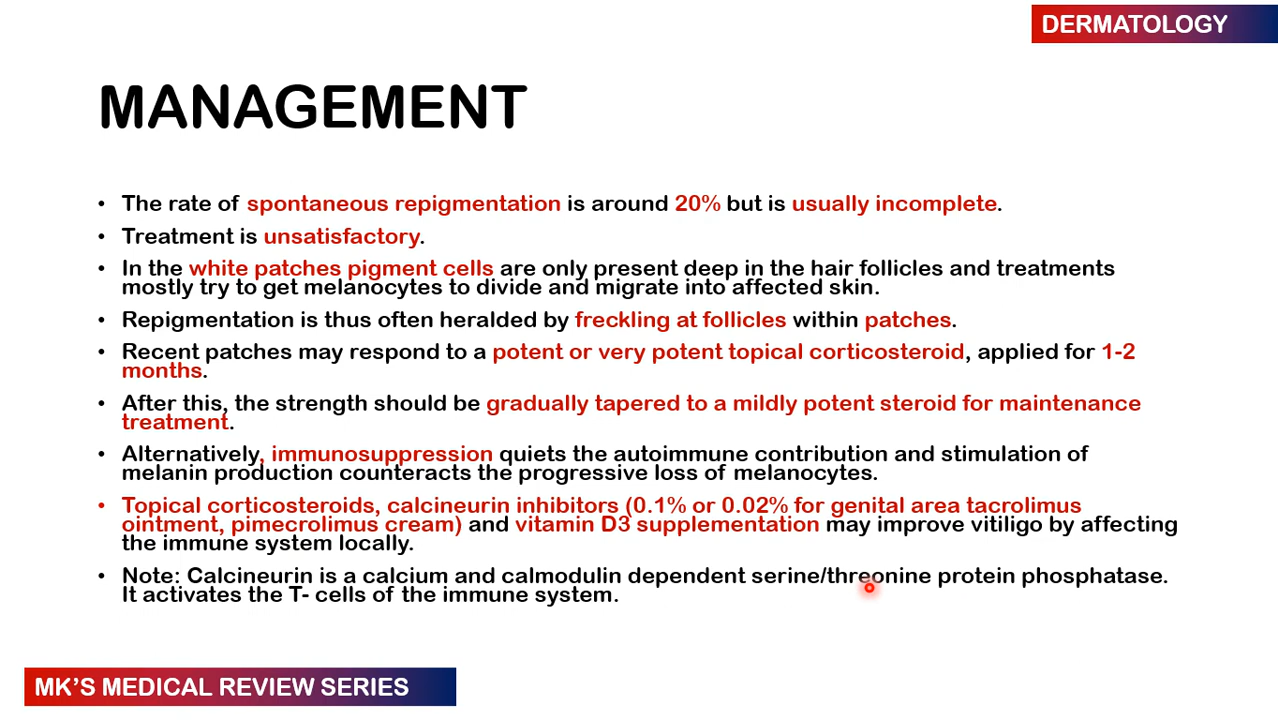 DERMATOLOGY
MANAGEMENT
• The rate of spontaneous repigmentation is around 20% but is usually incomplete.
• Treatment is unsatisfactory.
• In the white patches pigment cells are only present deep in the hair follicles and treatments
mostly try to get melanocytes to divide and migrate into affected skin.
• Repigmentation is thus often heralded by freckling at follicles within patches.
• Recent patches may respond to a potent or very potent topical corticosteroid, applied for 1-2
months.
• After this, the strength should be gradually tapered to a mildly potent steroid for maintenance
treatment.
• Alternatively, immunosuppression quiets the autoimmune contribution and stimulation of
melanin production counteracts the progressive loss of melanocytes.
• Topical corticosteroids, calcineurin inhibitors (0.1% or 0.02% for genital area tacrolimus
ointment, pimecrolimus cream) and vitamin D3 supplementation may improve vitiligo by affecting
the immune system locally.
• Note: Calcineurin is a calcium and calmodulin dependent serine/threonine protein phosphatase.
It activates the T- cells of the immune system.
MK'S MEDICAL REVIEW SERIES